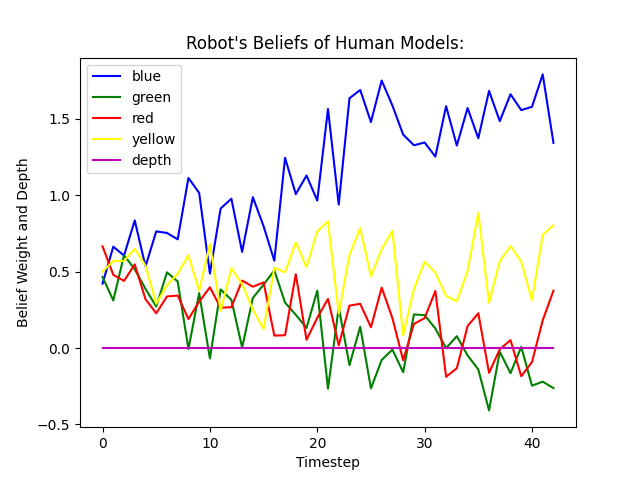 Robot's Beliefs of Human Models:
blue
green
red
yellow
depth
1.5
1.0
0.5
0.0
−0.5
Belief Weight and Depth
0 10 20 30 40
Timestep